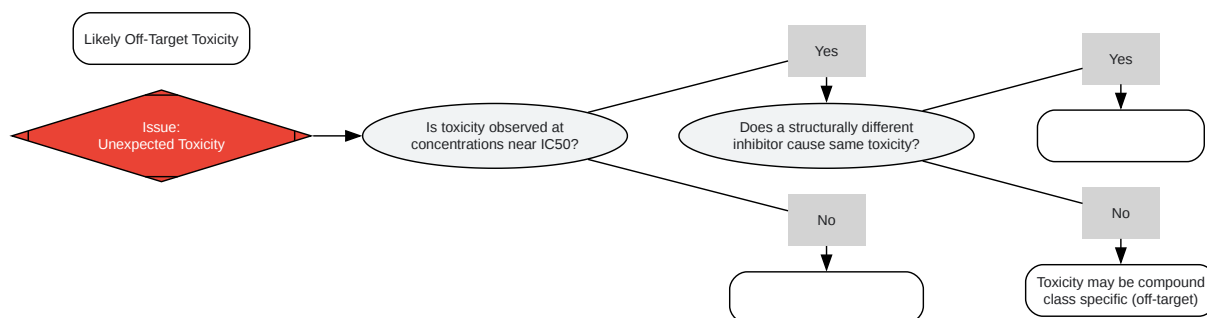 Likely Off-Target Toxicity
Issue:
Unexpected Toxicity
Is toxicity observed at
concentrations near IC50?
Yes
No
Does a structurally different
inhibitor cause same toxicity?
Yes
No
Toxicity may be compound
class specific (off-target)